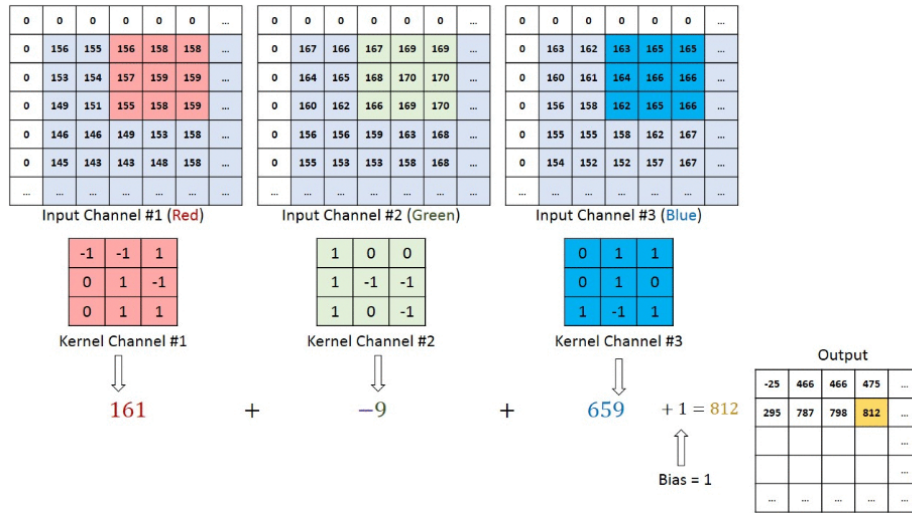 0 0 0 0 0 0 ...
0 156 155 156 158 158 ...
0 153 154 157 159 159 ...
0 149 151 155 158 159 ...
0 146 146 149 153 158 ...
0 145 143 143 148 158 ...
... ... ... ... ... ... ...
Input Channel #1 (Red)
0 0 0 0 0 0 ...
0 167 166 167 169 169 ...
0 164 165 168 170 170 ...
0 160 162 166 169 170 ...
0 156 156 159 163 168 ...
0 155 153 153 158 168 ...
... ... ... ... ... ... ...
Input Channel #2 (Green)
0 0 0 0 0 0 ...
0 163 162 163 165 165 ...
0 160 161 164 166 166 ...
0 156 158 162 165 166 ...
0 155 155 158 162 167 ...
0 154 152 152 157 167 ...
... ... ... ... ... ... ...
Input Channel #3 (Blue)
-1 -1 1
0 1 -1
0 1 1
Kernel Channel #1
1 0 0
1 -1 -1
1 0 -1
Kernel Channel #2
0 1 1
0 1 0
1 -1 1
Kernel Channel #3
161 + −9 + 659 + 1 = 812
Bias = 1
Output
-25 466 466 475 ...
295 787 798 812 ...
...
...
... ... ... ... ...